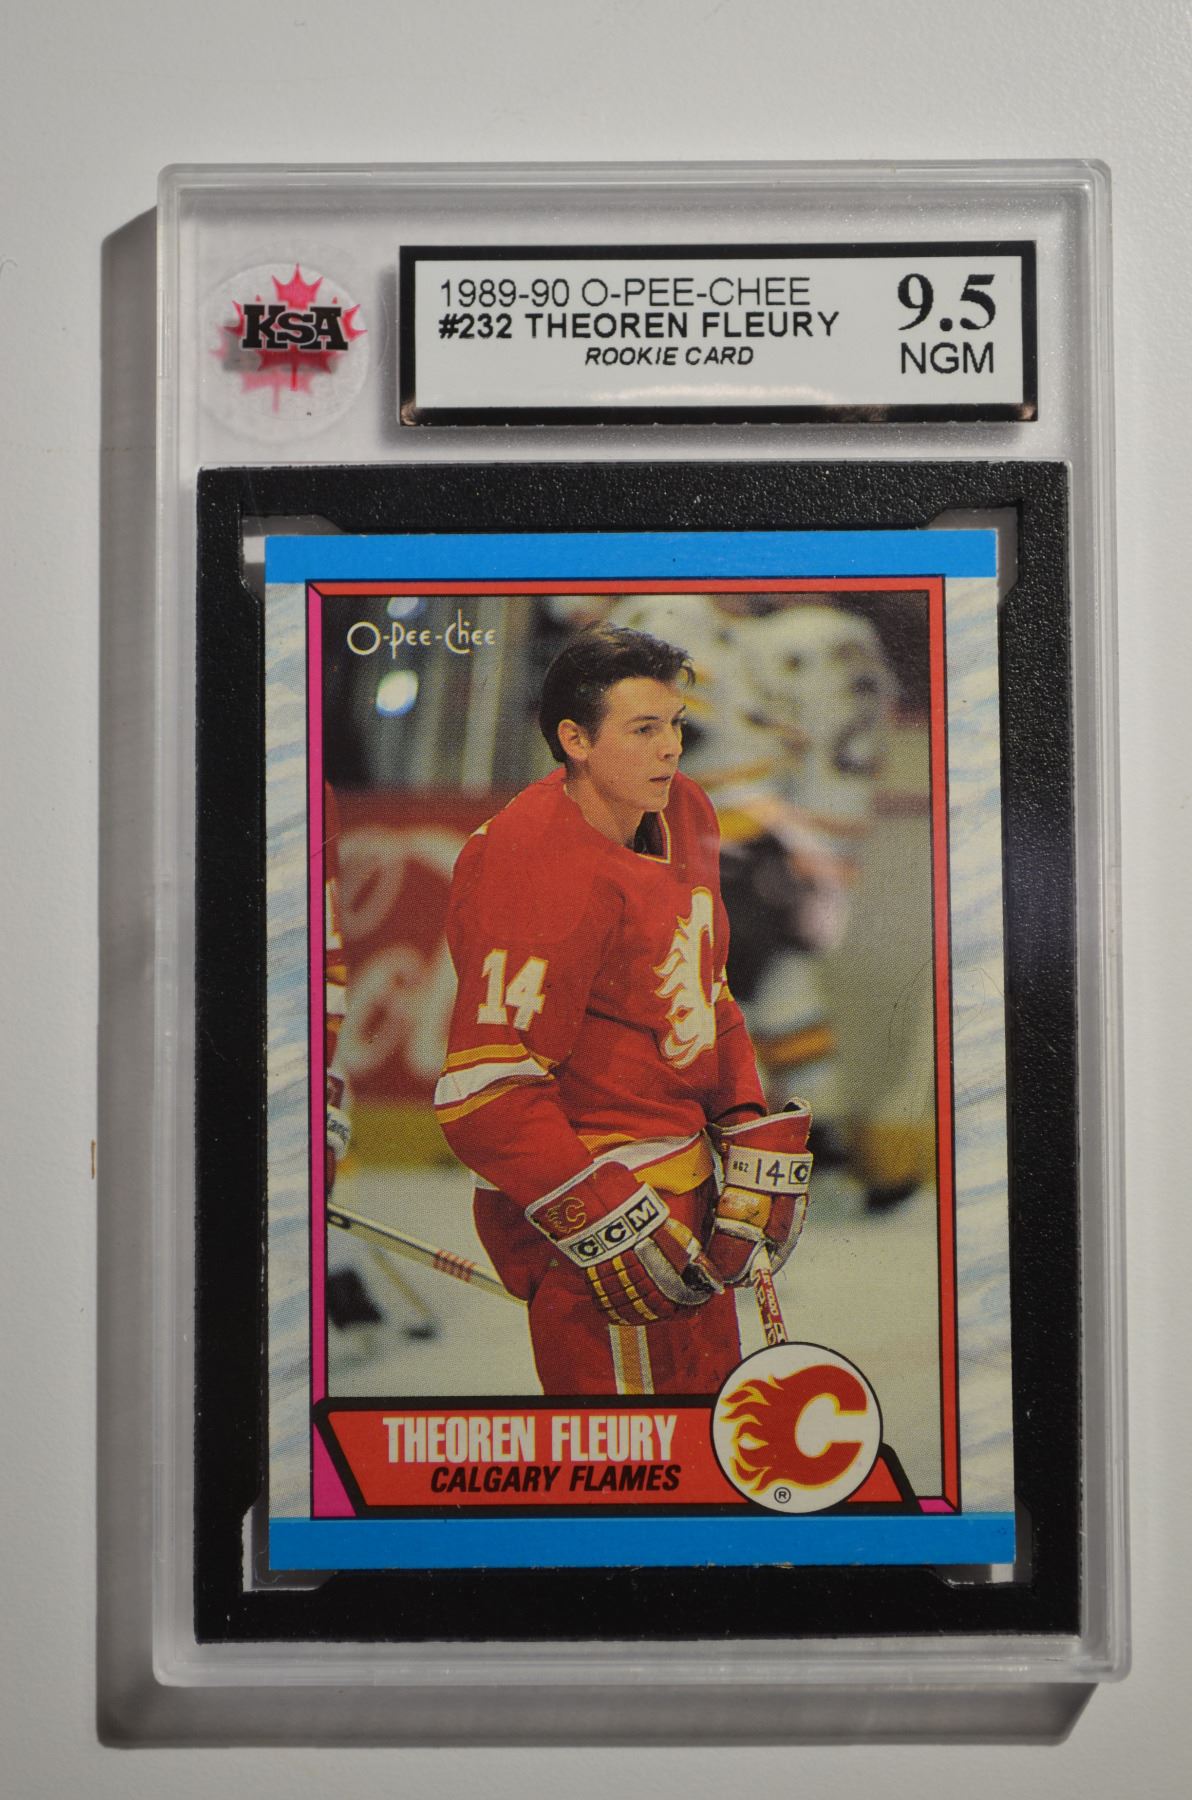 KSA
1989-90 O-PEE-CHEE
#232 THEOREN FLEURY
ROOKIE CARD
9.5
NGM
O-Pee-Chee
14
HG2 14 C
CCM
THEOREN FLEURY
CALGARY FLAMES
®